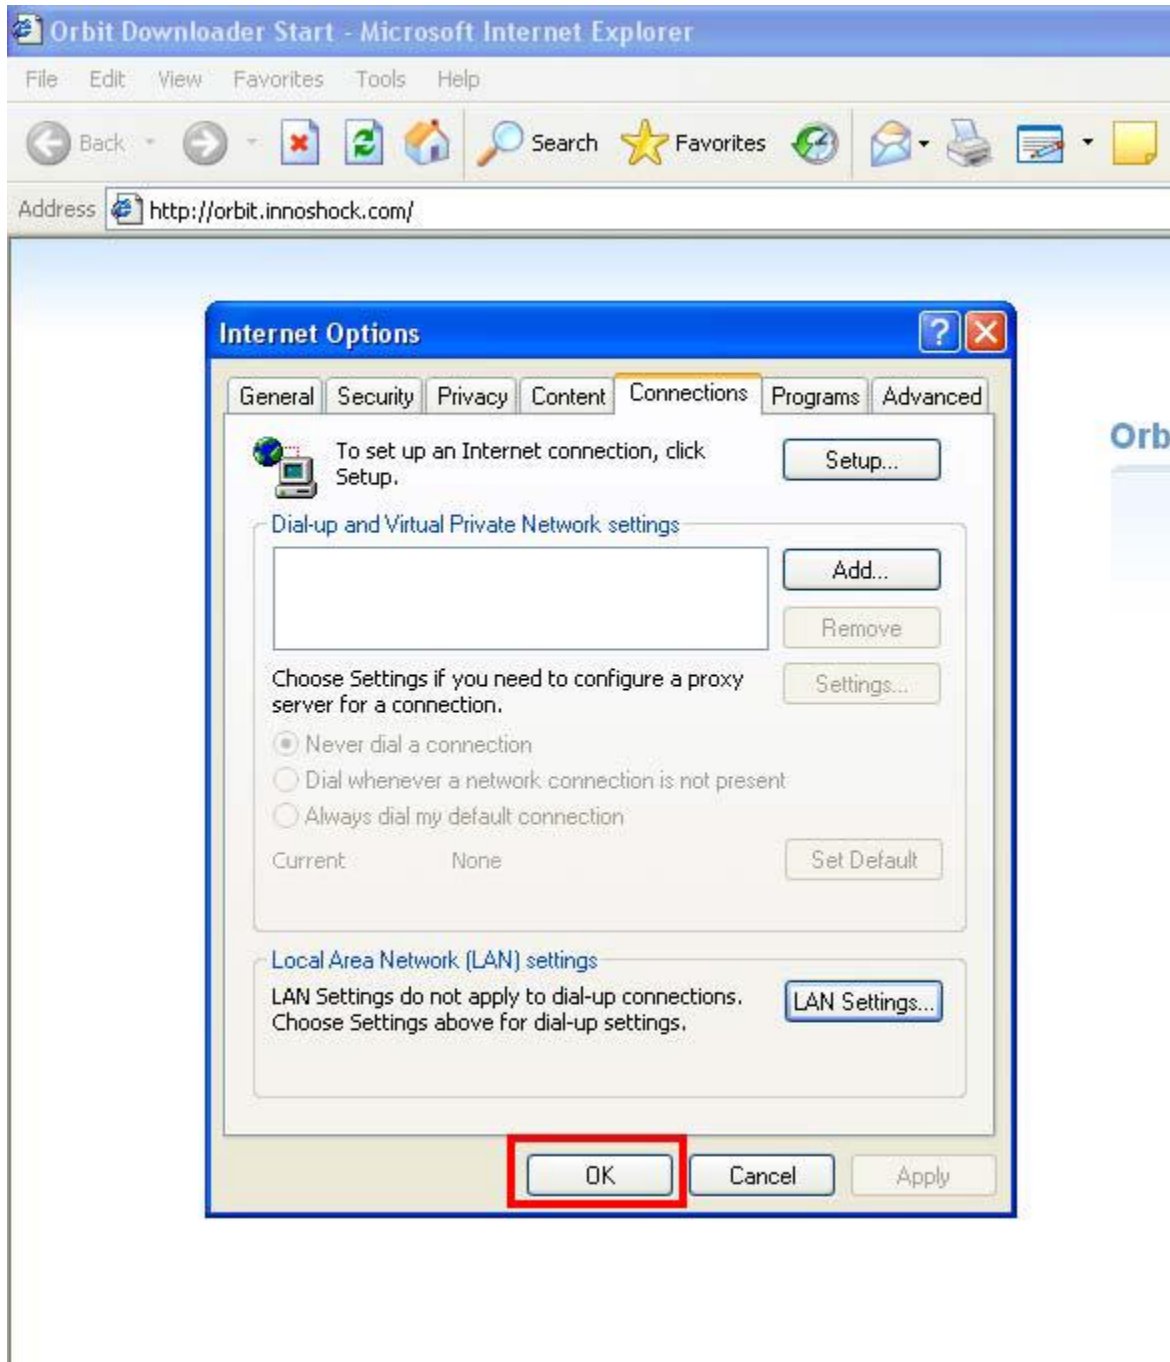 Orbit Downloader Start - Microsoft Internet Explorer
File Edit View Favorites Tools Help
Back Search Favorites
Address http://orbit.innoshock.com/
Internet Options
General Security Privacy Content Connections Programs Advanced
To set up an Internet connection, click
Setup.
Setup...
Dial-up and Virtual Private Network settings
Add...
Remove
Choose Settings if you need to configure a proxy
server for a connection.
Settings...
Never dial a connection
Dial whenever a network connection is not present
Always dial my default connection
Current None Set Default
Local Area Network (LAN) settings
LAN Settings do not apply to dial-up connections.
Choose Settings above for dial-up settings.
LAN Settings...
OK Cancel Apply
Orb